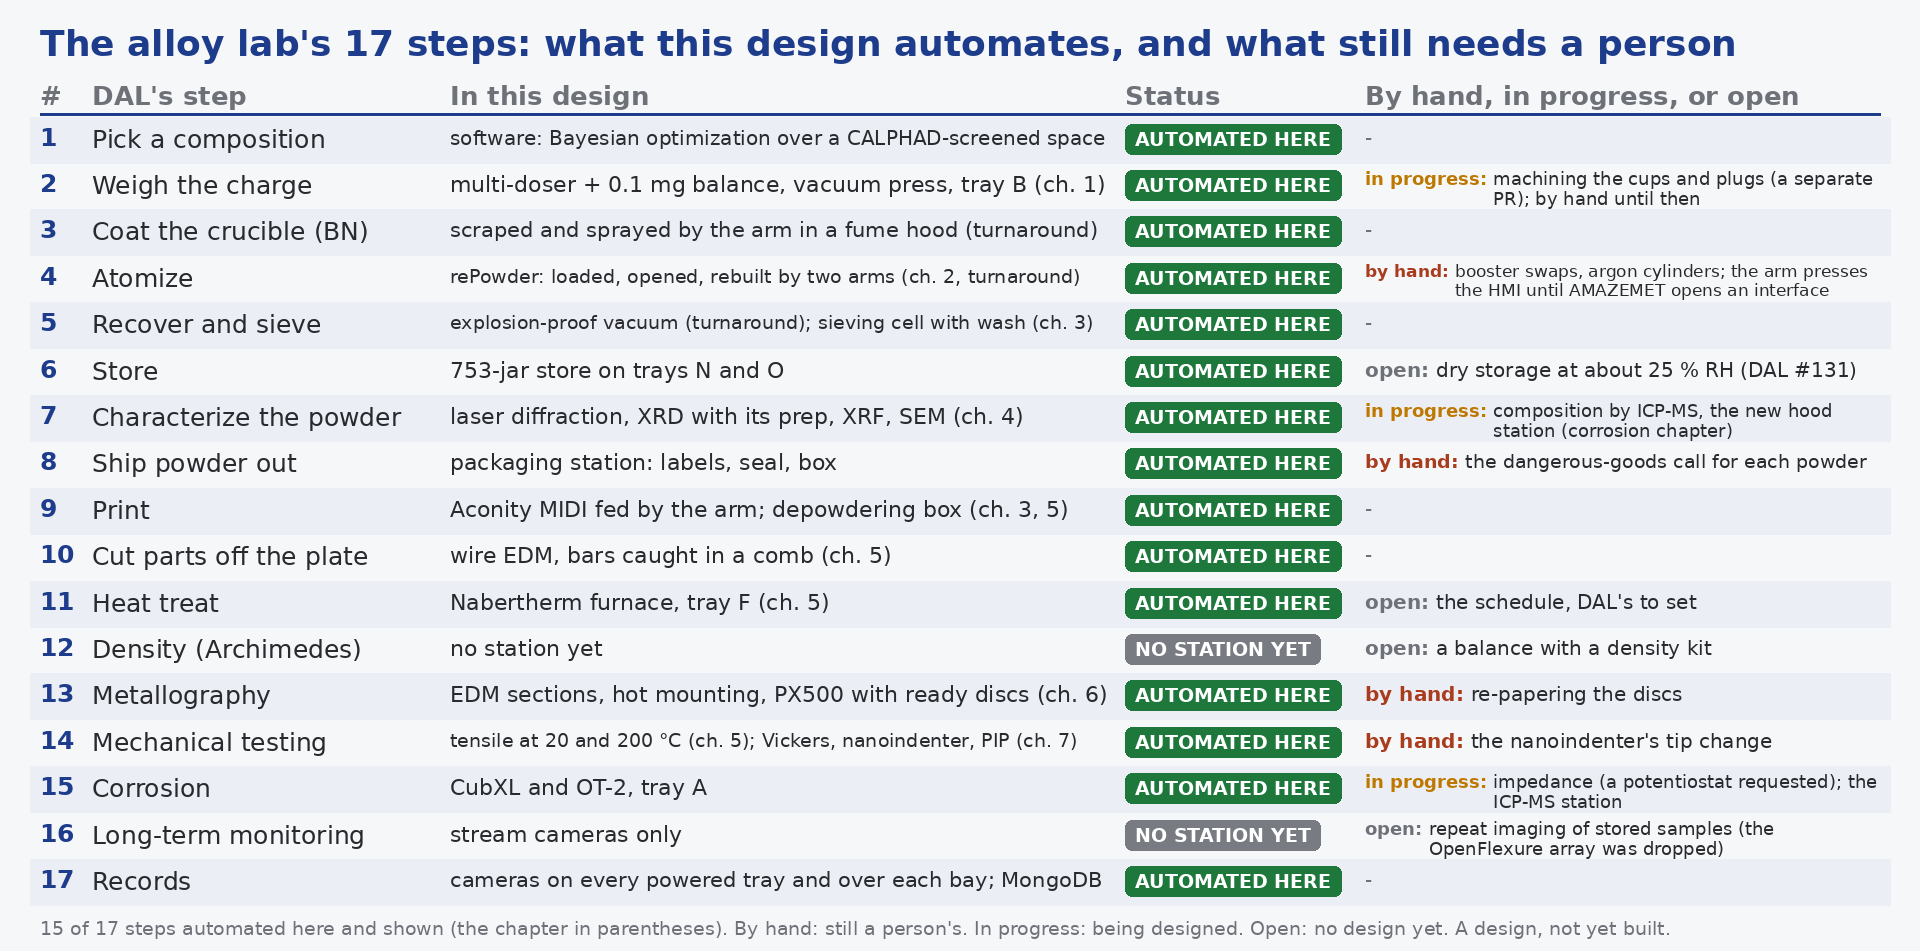 The alloy lab's 17 steps: what this design automates, and what still needs a person
# DAL's step In this design Status By hand, in progress, or open
1 Pick a composition software: Bayesian optimization over a CALPHAD-screened space AUTOMATED HERE -
2 Weigh the charge multi-doser + 0.1 mg balance, vacuum press, tray B (ch. 1) AUTOMATED HERE in progress: machining the cups and plugs (a separate
PR); by hand until then
3 Coat the crucible (BN) scraped and sprayed by the arm in a fume hood (turnaround) AUTOMATED HERE -
4 Atomize rePowder: loaded, opened, rebuilt by two arms (ch. 2, turnaround) AUTOMATED HERE by hand: booster swaps, argon cylinders; the arm presses
the HMI until AMAZEMET opens an interface
5 Recover and sieve explosion-proof vacuum (turnaround); sieving cell with wash (ch. 3) AUTOMATED HERE -
6 Store 753-jar store on trays N and O AUTOMATED HERE open: dry storage at about 25 % RH (DAL #131)
7 Characterize the powder laser diffraction, XRD with its prep, XRF, SEM (ch. 4) AUTOMATED HERE in progress: composition by ICP-MS, the new hood
station (corrosion chapter)
8 Ship powder out packaging station: labels, seal, box AUTOMATED HERE by hand: the dangerous-goods call for each powder
9 Print Aconity MIDI fed by the arm; depowdering box (ch. 3, 5) AUTOMATED HERE -
10 Cut parts off the plate wire EDM, bars caught in a comb (ch. 5) AUTOMATED HERE -
11 Heat treat Nabertherm furnace, tray F (ch. 5) AUTOMATED HERE open: the schedule, DAL's to set
12 Density (Archimedes) no station yet NO STATION YET open: a balance with a density kit
13 Metallography EDM sections, hot mounting, PX500 with ready discs (ch. 6) AUTOMATED HERE by hand: re-papering the discs
14 Mechanical testing tensile at 20 and 200 °C (ch. 5); Vickers, nanoindenter, PIP (ch. 7) AUTOMATED HERE by hand: the nanoindenter's tip change
15 Corrosion CubXL and OT-2, tray A AUTOMATED HERE in progress: impedance (a potentiostat requested); the
ICP-MS station
16 Long-term monitoring stream cameras only NO STATION YET open: repeat imaging of stored samples (the
OpenFlexure array was dropped)
17 Records cameras on every powered tray and over each bay; MongoDB AUTOMATED HERE -
15 of 17 steps automated here and shown (the chapter in parentheses). By hand: still a person's. In progress: being designed. Open: no design yet. A design, not yet built.